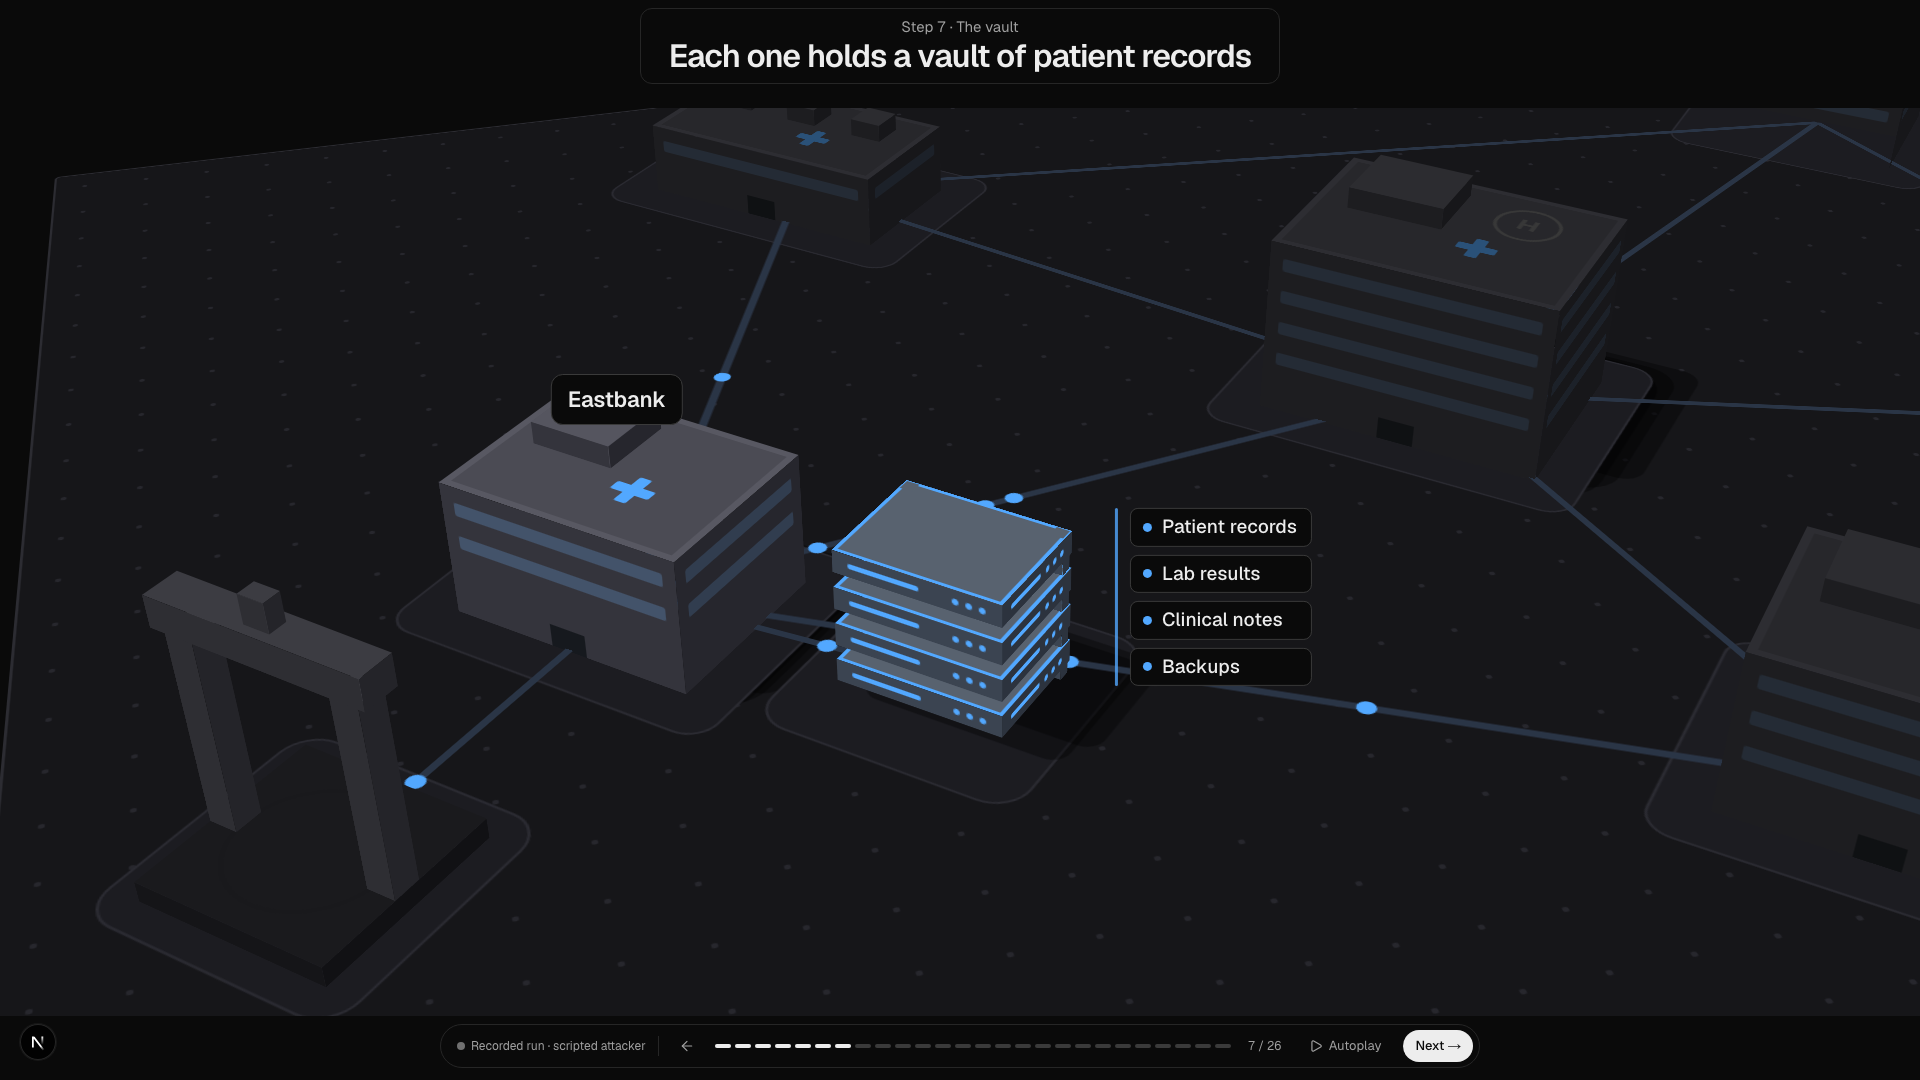 Step 7 · The vault
Each one holds a vault of patient records
H
Eastbank
Patient records
Lab results
Clinical notes
Backups
N
Recorded run · scripted attacker
←
7 / 26
Autoplay
Next →